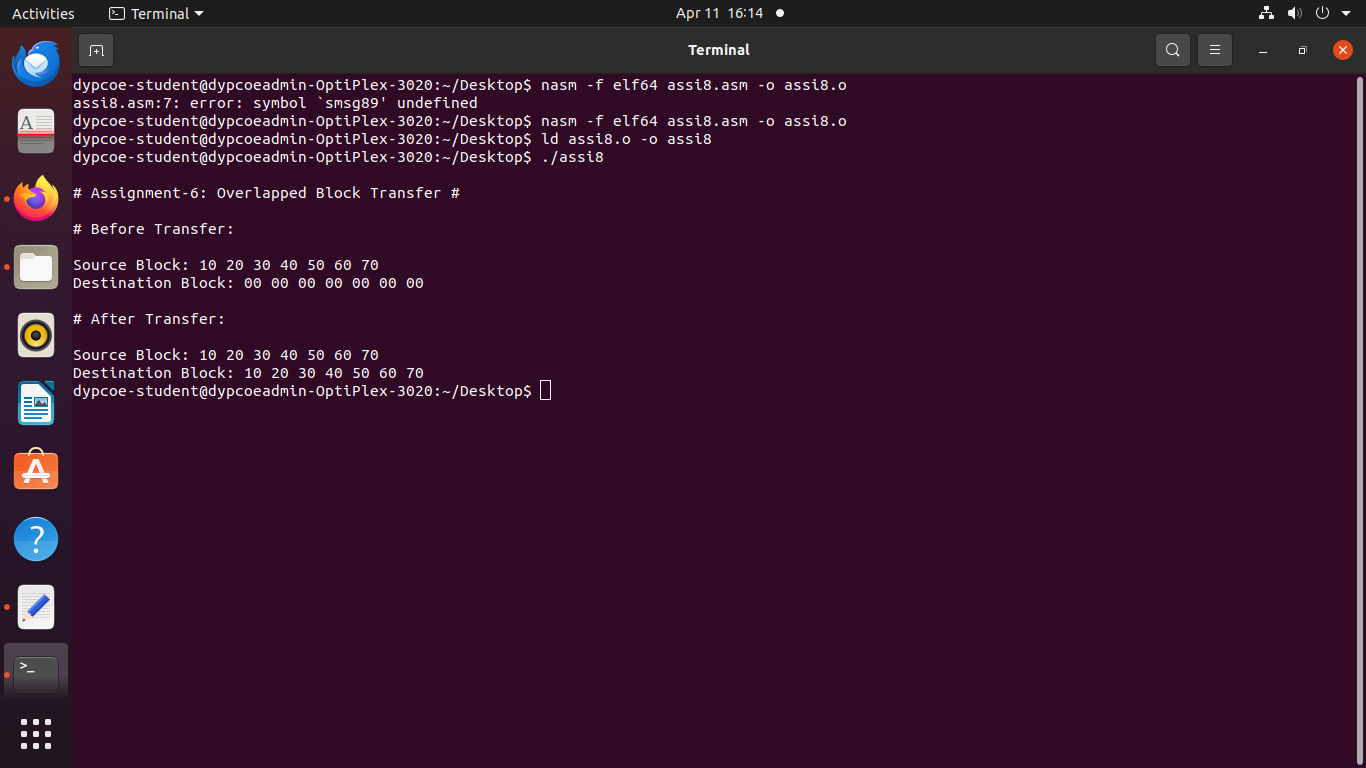 Activities
Terminal
Apr 11 16:14
Terminal
dypcoe-student@dypcoeadmin-OptiPlex-3020:~/Desktop$ nasm -f elf64 assi8.asm -o assi8.o
assi8.asm:7: error: symbol `smsg89' undefined
dypcoe-student@dypcoeadmin-OptiPlex-3020:~/Desktop$ nasm -f elf64 assi8.asm -o assi8.o
dypcoe-student@dypcoeadmin-OptiPlex-3020:~/Desktop$ ld assi8.o -o assi8
dypcoe-student@dypcoeadmin-OptiPlex-3020:~/Desktop$ ./assi8
# Assignment-6: Overlapped Block Transfer #
# Before Transfer:
Source Block: 10 20 30 40 50 60 70
Destination Block: 00 00 00 00 00 00 00
# After Transfer:
Source Block: 10 20 30 40 50 60 70
Destination Block: 10 20 30 40 50 60 70
dypcoe-student@dypcoeadmin-OptiPlex-3020:~/Desktop$